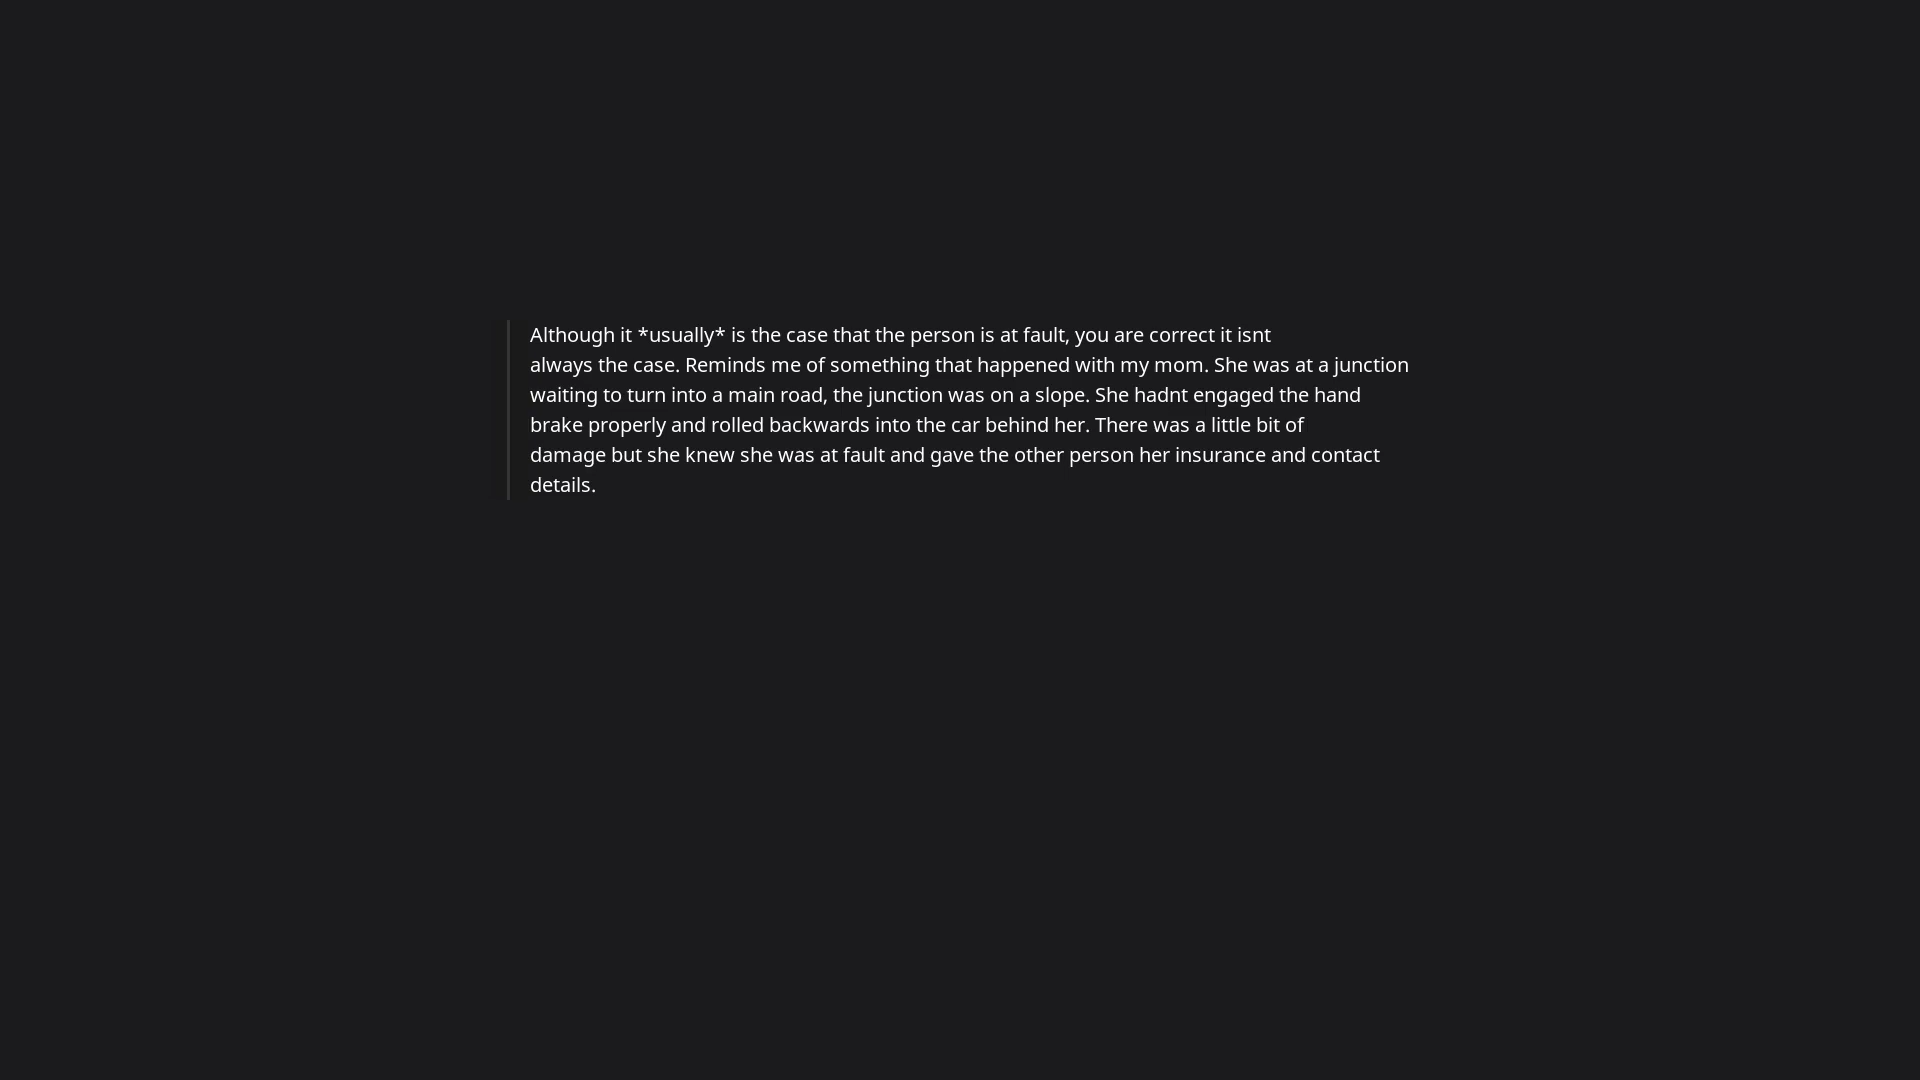 Although it *usually* is the case that the person is at fault, you are correct it isnt
always the case. Reminds me of something that happened with my mom. She was at a junction
waiting to turn into a main road, the junction was on a slope. She hadnt engaged the hand
brake properly and rolled backwards into the car behind her. There was a little bit of
damage but she knew she was at fault and gave the other person her insurance and contact
details.